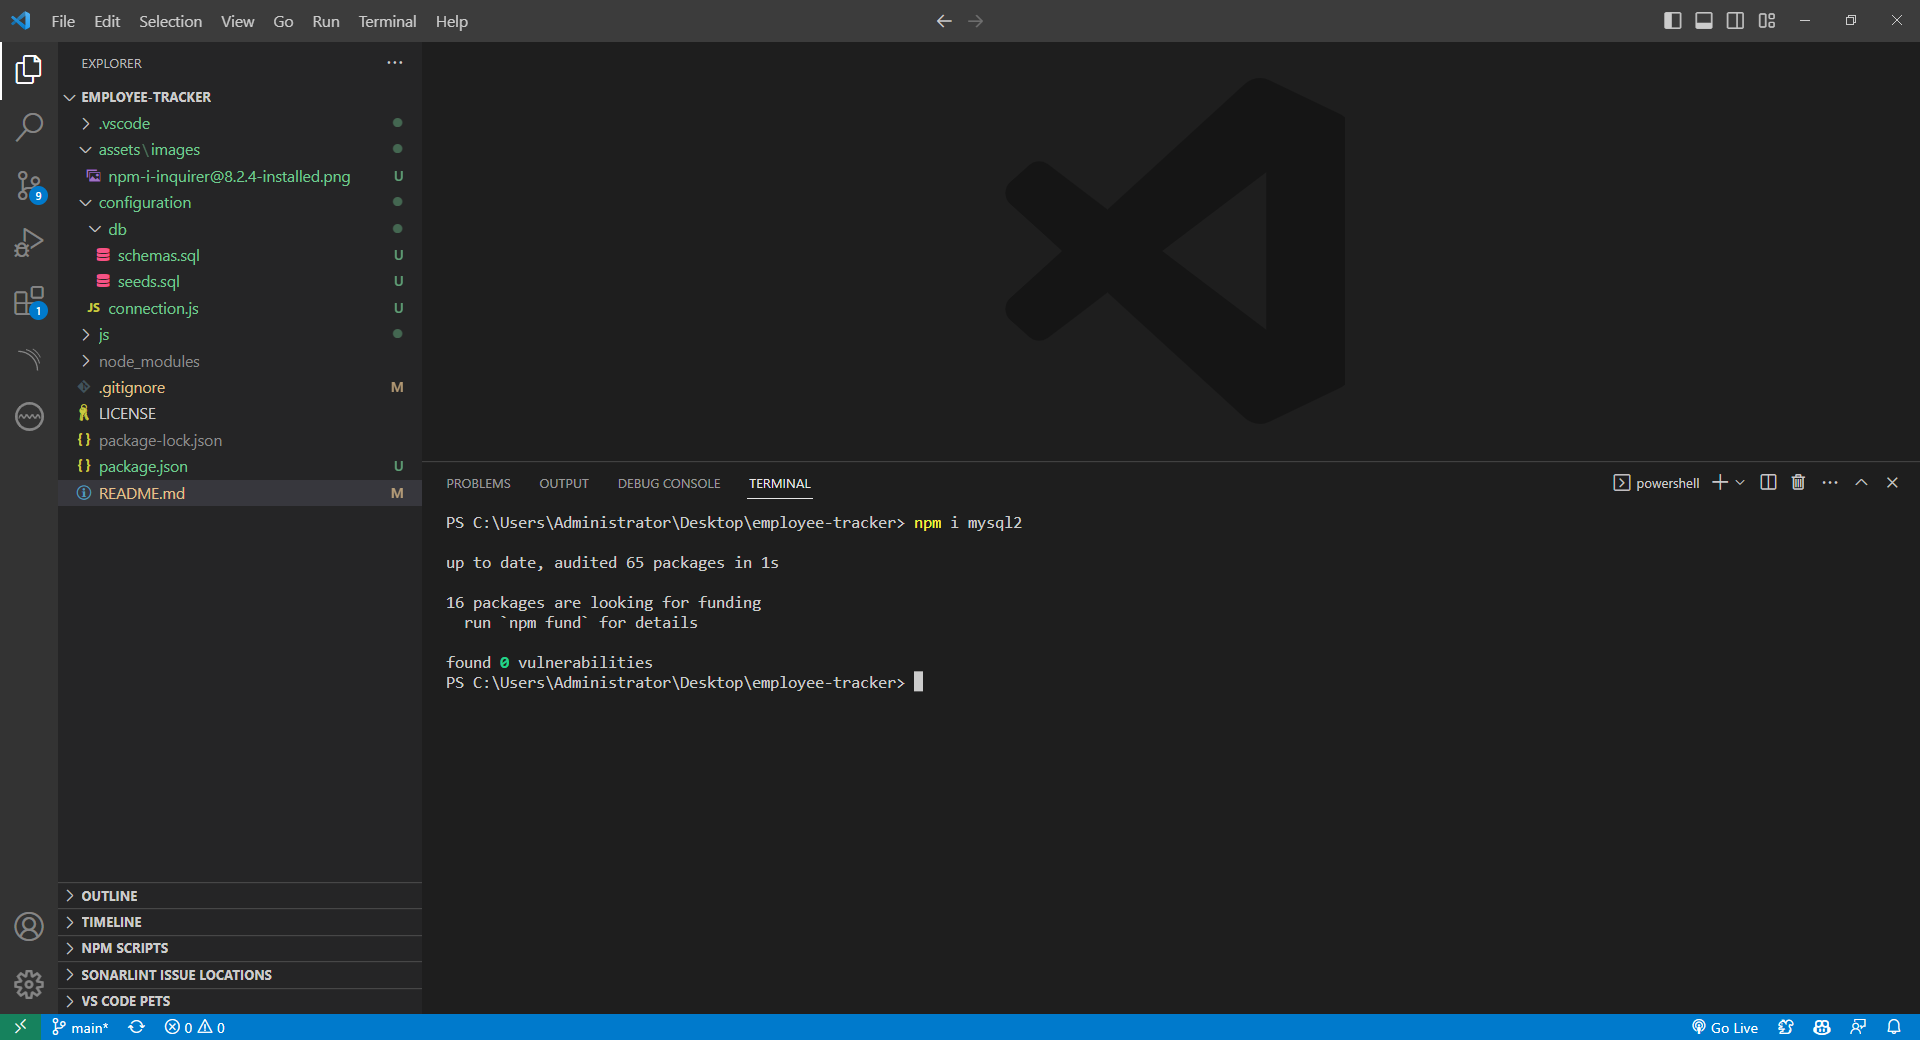 File Edit Selection View Go Run Terminal Help
EXPLORER
EMPLOYEE-TRACKER
.vscode
assets\images
npm-i-inquirer@8.2.4-installed.png U
configuration
db
schemas.sql U
seeds.sql U
JS connection.js U
js
node_modules
.gitignore M
LICENSE
{} package-lock.json
{} package.json U
README.md M
9
1
OUTLINE
TIMELINE
NPM SCRIPTS
SONARLINT ISSUE LOCATIONS
VS CODE PETS
PROBLEMS OUTPUT DEBUG CONSOLE TERMINAL
powershell
PS C:\Users\Administrator\Desktop\employee-tracker> npm i mysql2
up to date, audited 65 packages in 1s
16 packages are looking for funding
run `npm fund` for details
found 0 vulnerabilities
PS C:\Users\Administrator\Desktop\employee-tracker>
main* 0 0
Go Live